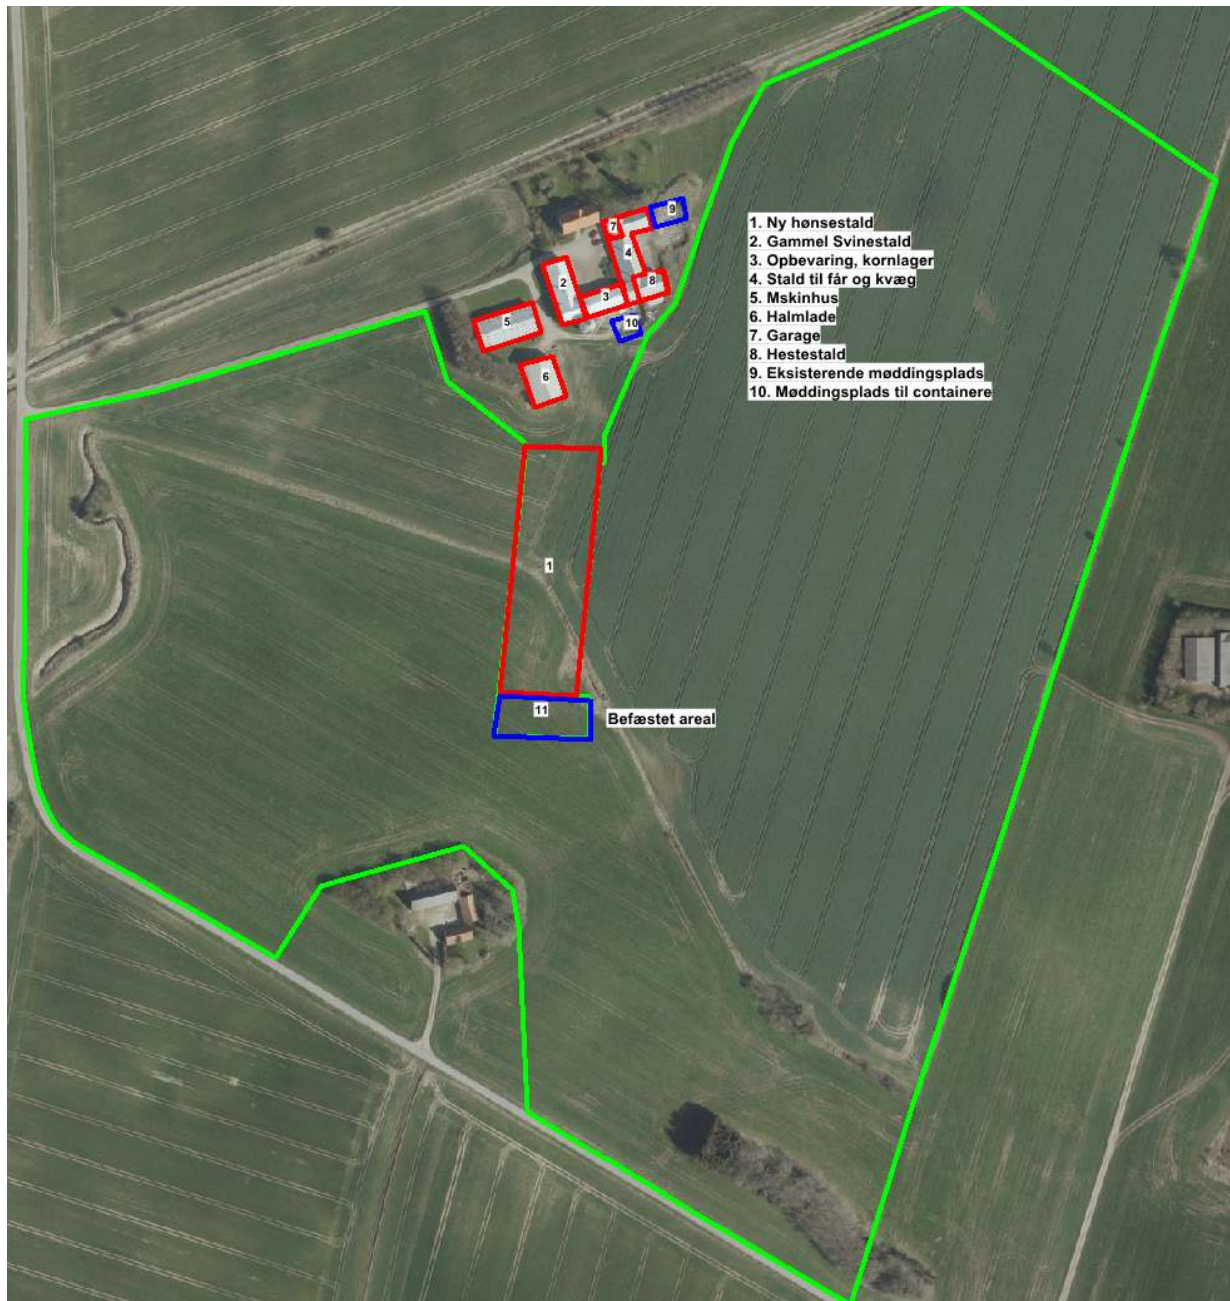 9
7
4
8
2
3
10
5
6
1. Ny hønsestald
2. Gammel Svinestald
3. Opbevaring, kornlager
4. Stald til får og kvæg
5. Mskinhus
6. Halmlade
7. Garage
8. Hestestald
9. Eksisterende møddingsplads
10. Møddingsplads til containere
1
11
Befæstet areal